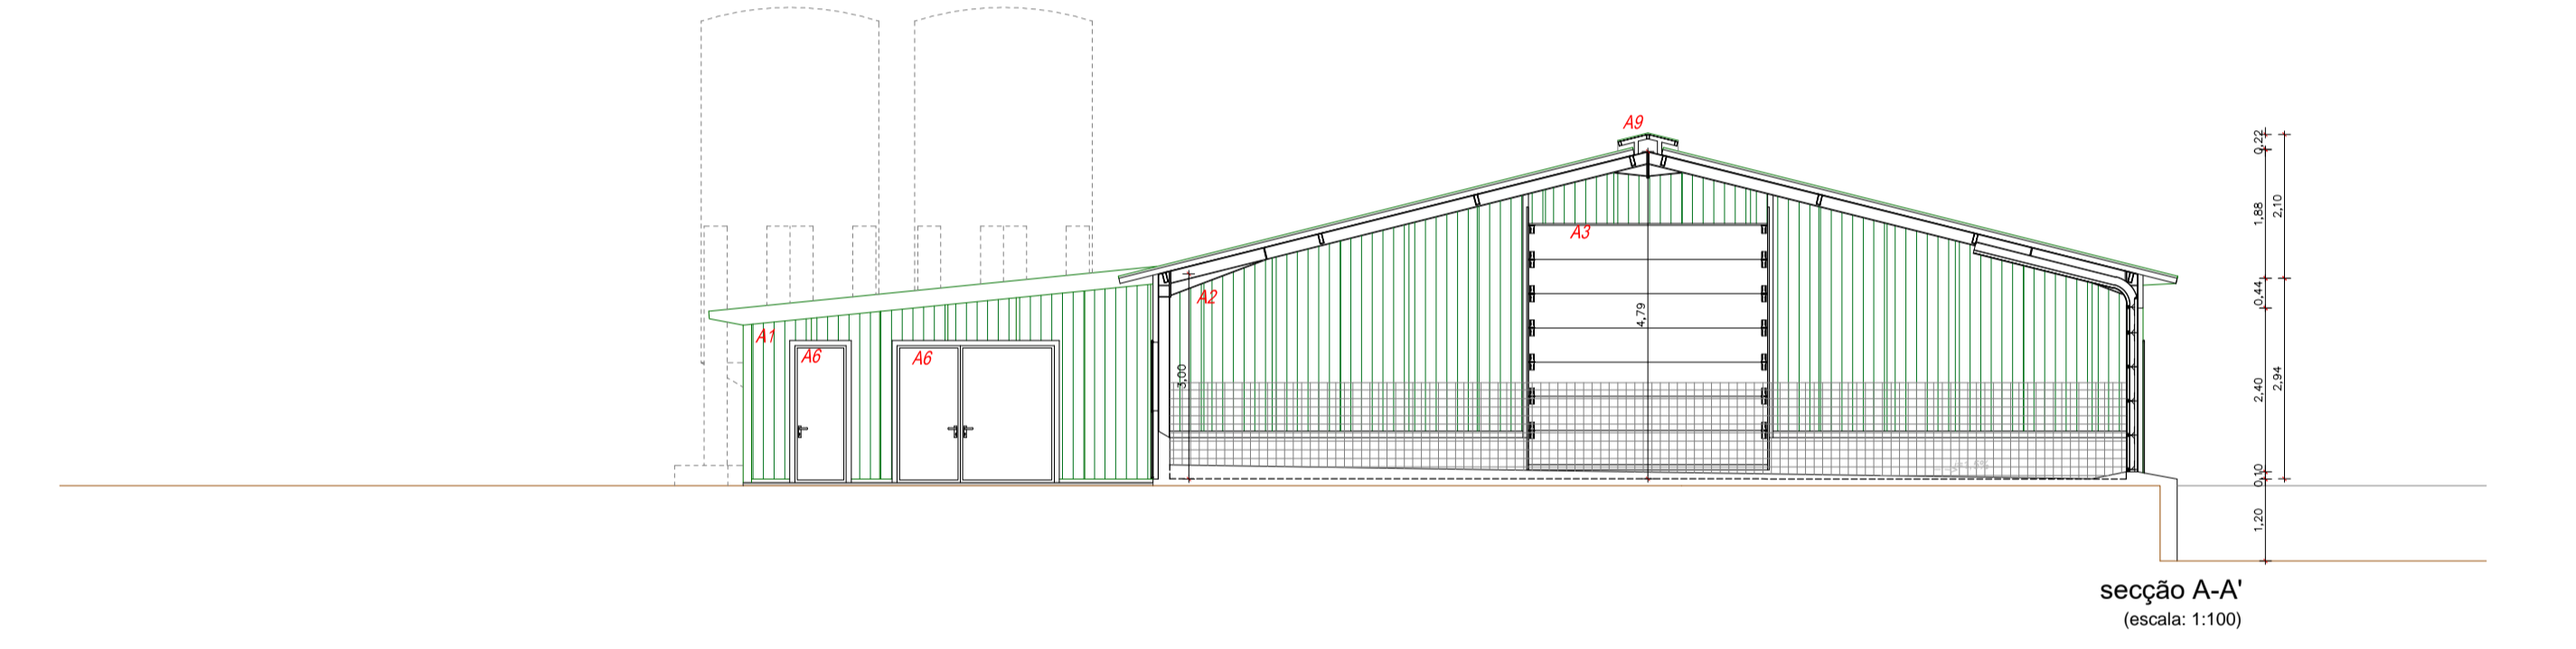 A9
0,22
2,10
1,88
A3
A2
0,44
4,79
A1
A6
A6
3,00
2,40
2,94
0,10
1,20
secção A-A'
(escala: 1:100)